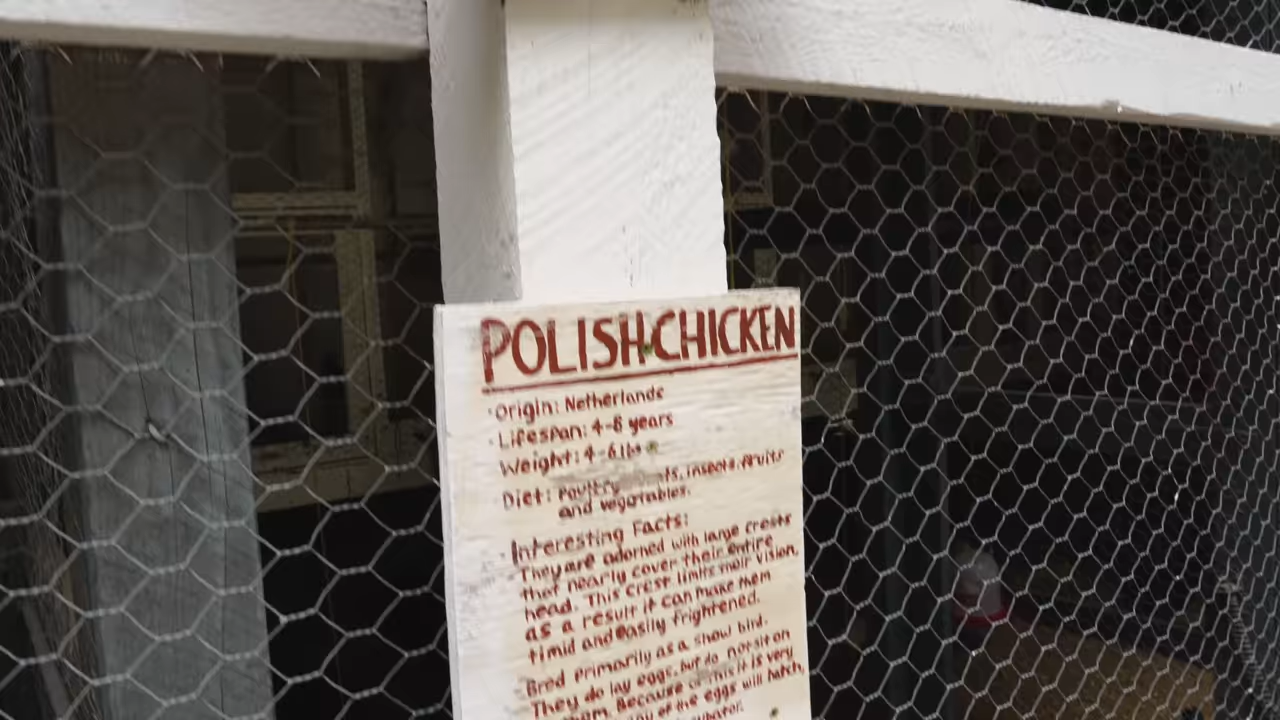 POLISH CHICKEN
Origin: Netherlands
Lifespan: 4-8 years
Weight: 4-6 lbs
Diet: Poultry insects, fruits
and vegetables.
Interesting Facts:
They are adorned with large crests
that nearly cover their entire
head. This crest limits their vision,
as a result it can make them
timid and easily frightened.
Bred primarily as a show bird.
They do lay eggs, but do not sit on
them. Because of this it is very
of the eggs will hatch,